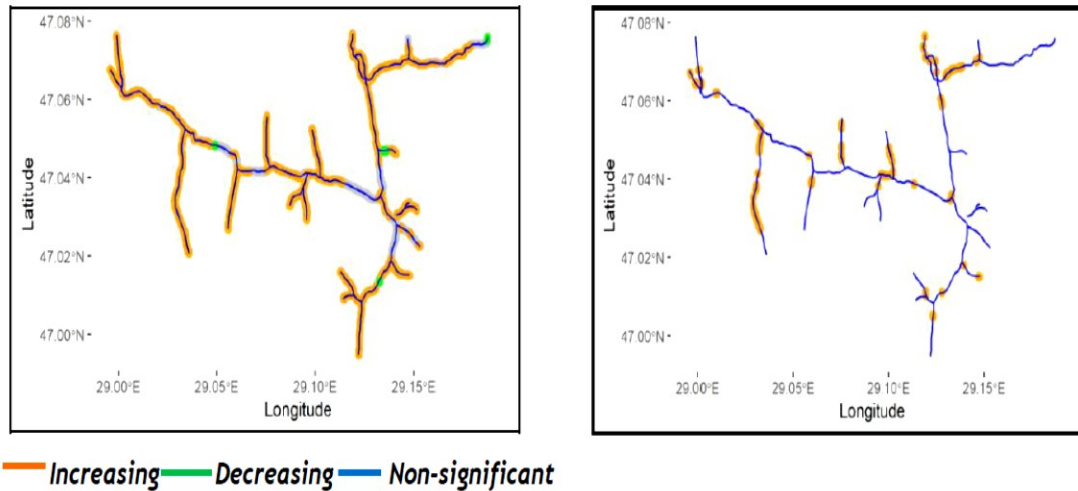 47.08°N
47.06°N
47.04°N
47.02°N
47.00°N
Latitude
29.00°E 29.05°E 29.10°E 29.15°E
Longitude
47.08°N
47.06°N
47.04°N
47.02°N
47.00°N
Latitude
29.00°E 29.05°E 29.10°E 29.15°E
Longitude
Increasing Decreasing Non-significant